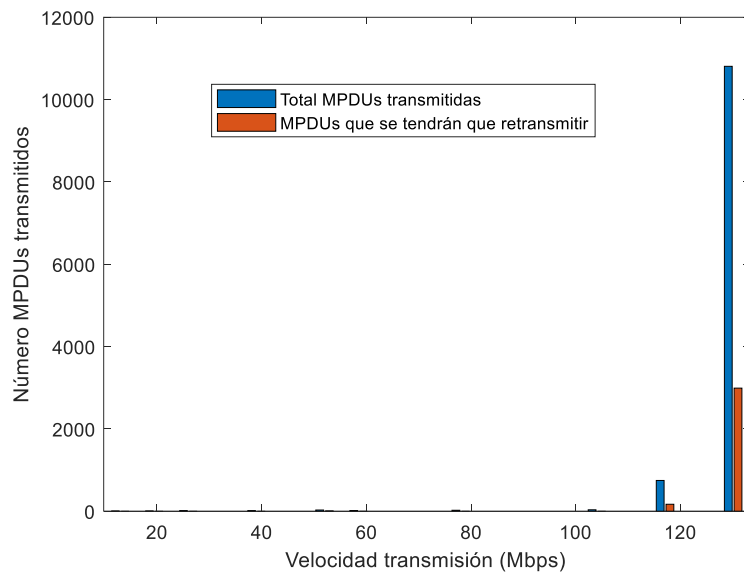 12000
10000
8000
6000
4000
2000
0
Número MPDUs transmitidos
Total MPDUs transmitidas
MPDUs que se tendrán que retransmitir
20 40 60 80 100 120
Velocidad transmisión (Mbps)